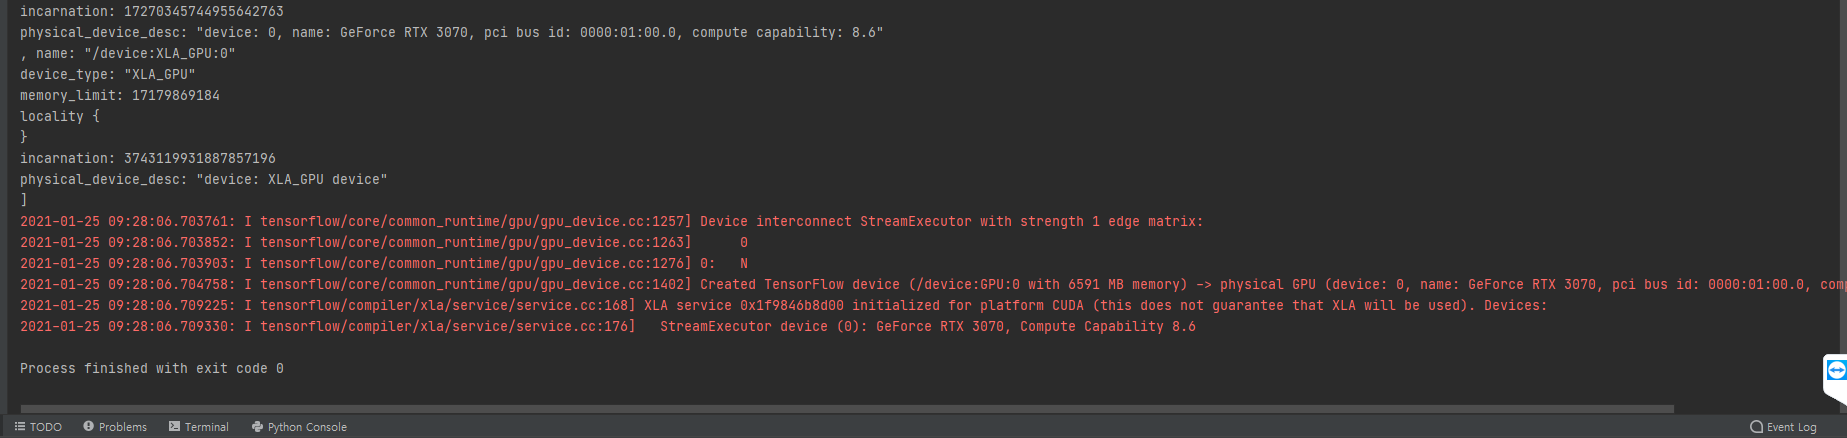 incarnation: 17270345744955642763
physical_device_desc: "device: 0, name: GeForce RTX 3070, pci bus id: 0000:01:00.0, compute capability: 8.6"
, name: "/device:XLA_GPU:0"
device_type: "XLA_GPU"
memory_limit: 17179869184
locality {
}
incarnation: 3743119931887857196
physical_device_desc: "device: XLA_GPU device"
]
2021-01-25 09:28:06.703761: I tensorflow/core/common_runtime/gpu/gpu_device.cc:1257] Device interconnect StreamExecutor with strength 1 edge matrix:
2021-01-25 09:28:06.703852: I tensorflow/core/common_runtime/gpu/gpu_device.cc:1263]      0
2021-01-25 09:28:06.703903: I tensorflow/core/common_runtime/gpu/gpu_device.cc:1276] 0:   N
2021-01-25 09:28:06.704758: I tensorflow/core/common_runtime/gpu/gpu_device.cc:1402] Created TensorFlow device (/device:GPU:0 with 6591 MB memory) -> physical GPU (device: 0, name: GeForce RTX 3070, pci bus id: 0000:01:00.0, com
2021-01-25 09:28:06.709225: I tensorflow/compiler/xla/service/service.cc:168] XLA service 0x1f9846b8d00 initialized for platform CUDA (this does not guarantee that XLA will be used). Devices:
2021-01-25 09:28:06.709330: I tensorflow/compiler/xla/service/service.cc:176]   StreamExecutor device (0): GeForce RTX 3070, Compute Capability 8.6
Process finished with exit code 0
TODO Problems Terminal Python Console Event Log